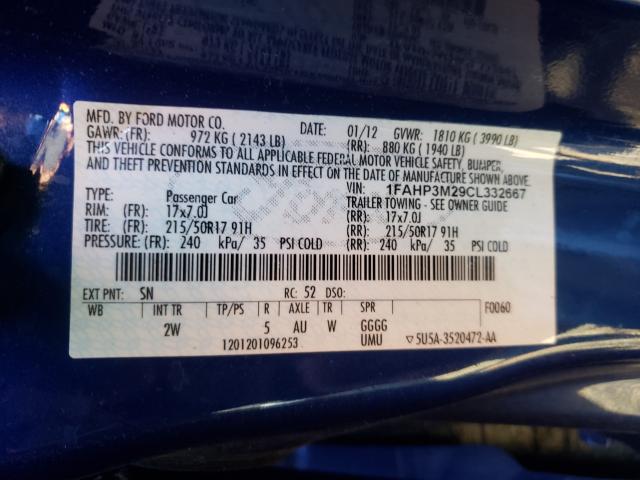 MFD. BY FORD MOTOR CO.
DATE: 01/12 GVWR: 1810 KG ( 3990 LB)
GAWR: (FR): 972 KG ( 2143 LB) (RR): 880 KG ( 1940 LB)
THIS VEHICLE CONFORMS TO ALL APPLICABLE FEDERAL MOTOR VEHICLE SAFETY, BUMPER,
AND THEFT PREVENTION STANDARDS IN EFFECT ON THE DATE OF MANUFACTURE SHOWN ABOVE.
VIN: 1FAHP3M29CL332667
TYPE: Passenger Car TRAILER TOWING - SEE OWNER GUIDE
RIM: (FR) 17x7.0J (RR): 17x7.0J
TIRE: (FR) 215/50R17 91H (RR): 215/50R17 91H
PRESSURE: (FR) 240 kPa/ 35 PSI COLD (RR): 240 kPa/ 35 PSI COLD
EXT PNT: SN RC: 52 DSO:
WB INT TR TP/PS R AXLE TR SPR F0060
2W 5 AU W GGGG
1201201096253 UMU ▽5U5A-3520472-AA